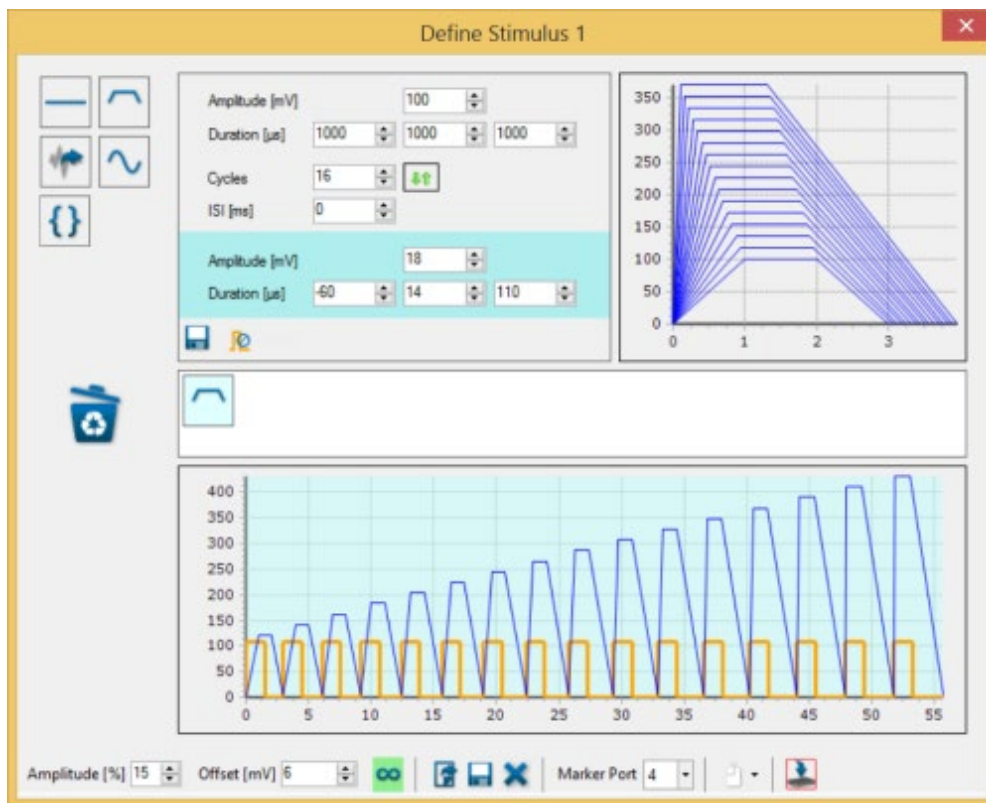 Define Stimulus 1
Amplitude [mV] 100
Duration [µs] 1000 1000 1000
Cycles 16
ISI [ms] 0
Amplitude [mV] 18
Duration [µs] -60 14 110
350
300
250
200
150
100
50
0
0 1 2 3
400
350
300
250
200
150
100
50
0
0 5 10 15 20 25 30 35 40 45 50 55
Amplitude [%] 15 Offset [mV] 6 Marker Port 4